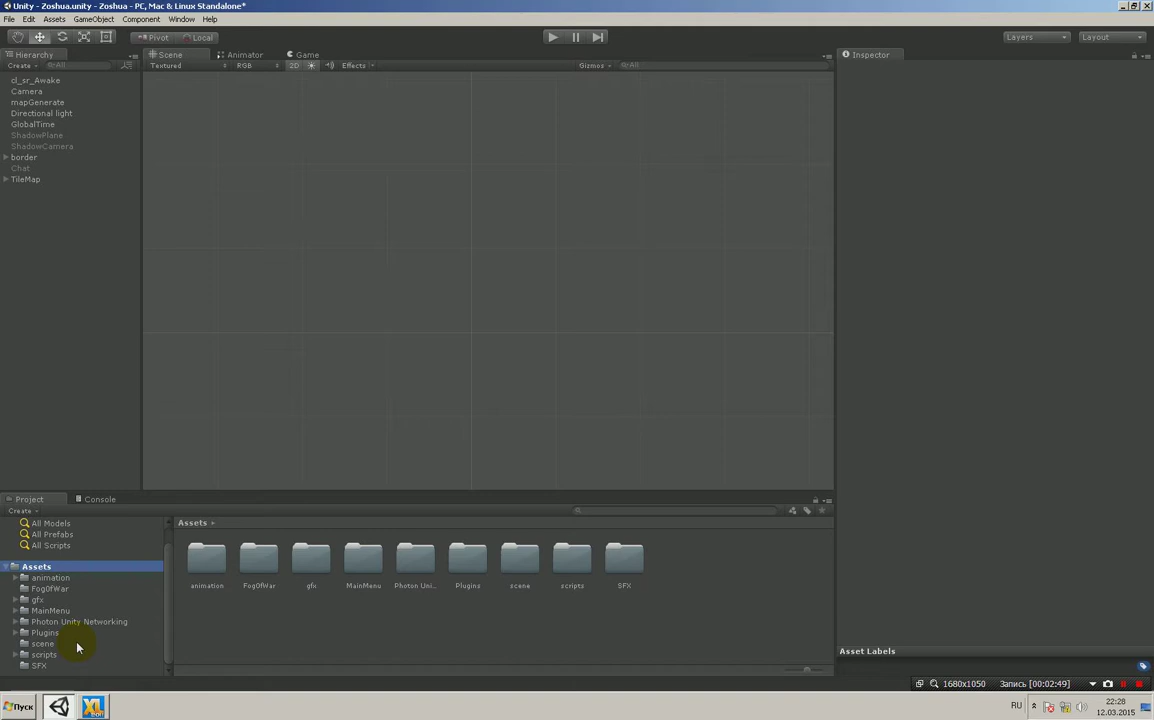 Unity - Zoshua.unity - Zoshua - PC, Mac & Linux Standalone*
File Edit Assets GameObject Component Window Help
Pivot Local Layers Layout
Hierarchy Scene Animator Game Inspector
Create All Textured RGB 2D Effects Gizmos All
cl_sr_Awake
Camera
mapGenerate
Directional light
GlobalTime
ShadowPlane
ShadowCamera
border
Chat
TileMap
Project Console
Create
Assets
All Models
All Prefabs
All Scripts
Assets
animation
FogOfWar
gfx
MainMenu
Photon Unity Networking
Plugins
scene
scripts
SFX
animation FogOfWar gfx MainMenu Photon Uni... Plugins scene scripts SFX
Asset Labels
1680x1050 Запись [00:02:49]
Пуск
RU
22:28
12.03.2015